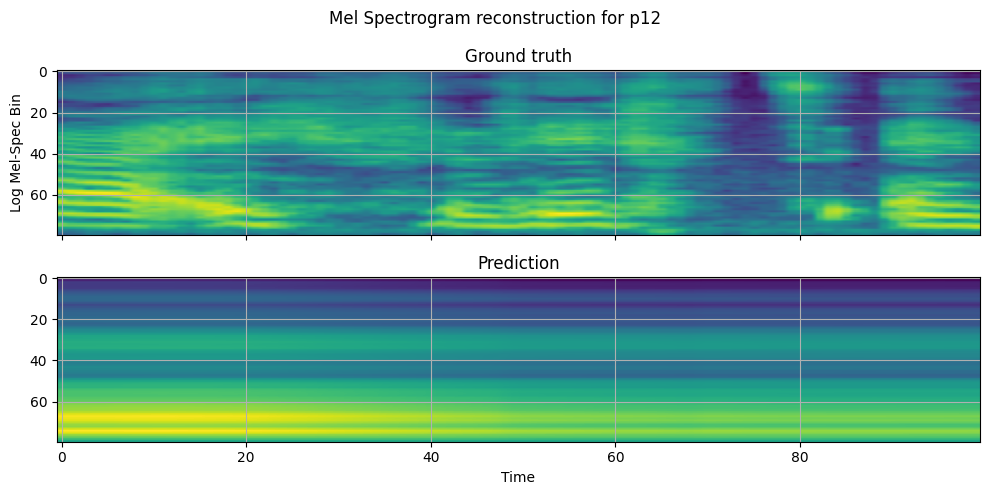 Mel Spectrogram reconstruction for p12
Ground truth
Log Mel-Spec Bin
0
20
40
60
Prediction
0
20
40
60
0 20 40 60 80
Time